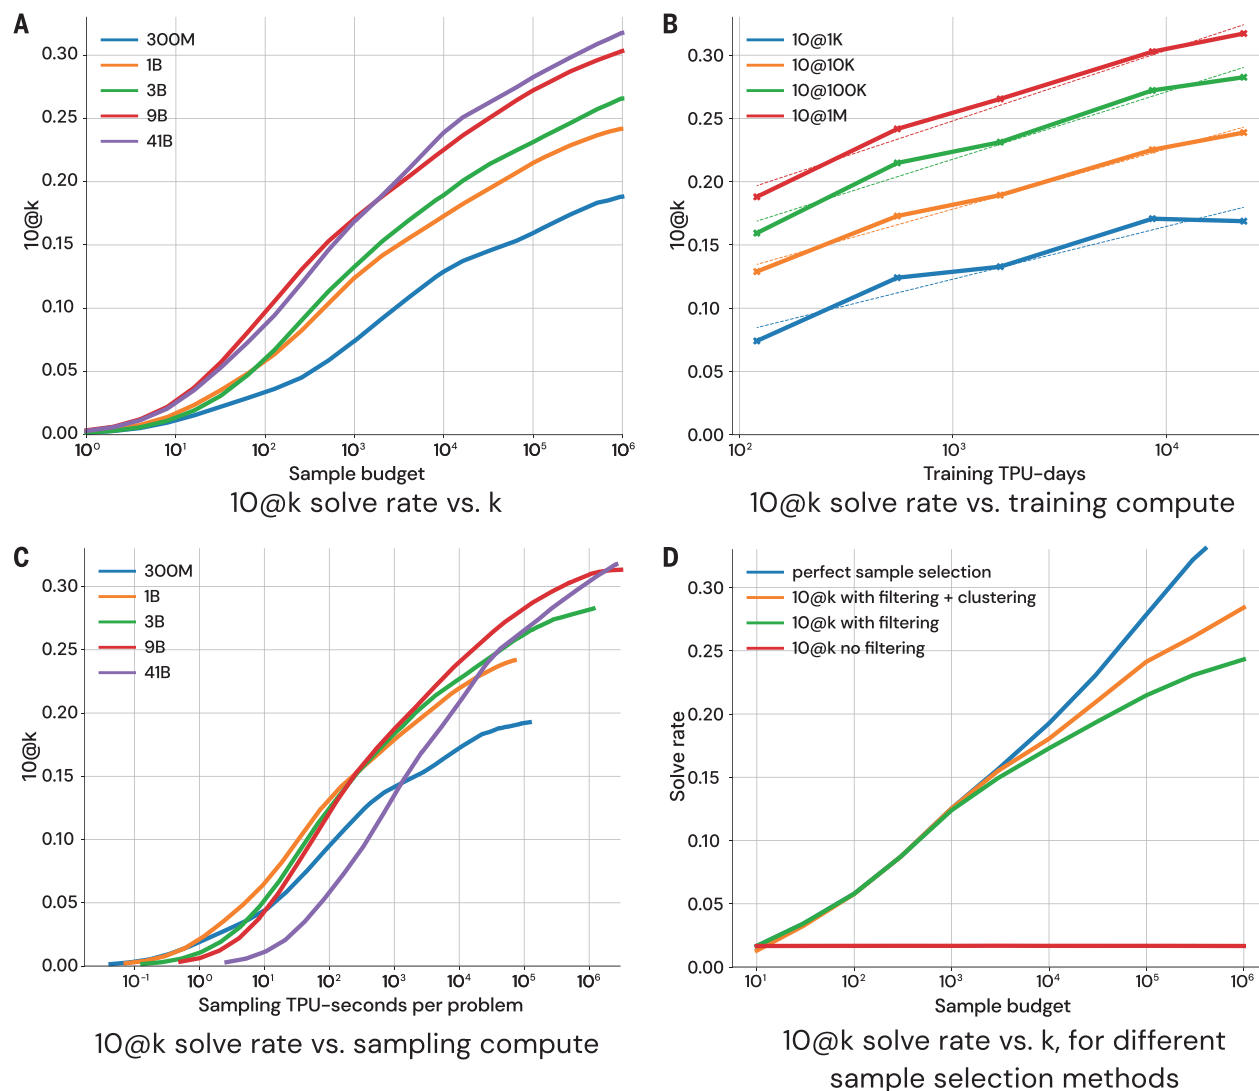 A
300M
1B
3B
9B
41B
0.30
0.25
0.20
0.15
0.10
0.05
0.00
10@k
10⁰ 10¹ 10² 10³ 10⁴ 10⁵ 10⁶
Sample budget
10@k solve rate vs. k
B
10@1K
10@10K
10@100K
10@1M
0.30
0.25
0.20
0.15
0.10
0.05
0.00
10@k
10² 10³ 10⁴
Training TPU-days
10@k solve rate vs. training compute
C
300M
1B
3B
9B
41B
0.30
0.25
0.20
0.15
0.10
0.05
0.00
10@k
10⁻¹ 10⁰ 10¹ 10² 10³ 10⁴ 10⁵ 10⁶
Sampling TPU-seconds per problem
10@k solve rate vs. sampling compute
D
perfect sample selection
10@k with filtering + clustering
10@k with filtering
10@k no filtering
0.30
0.25
0.20
0.15
0.10
0.05
0.00
Solve rate
10¹ 10² 10³ 10⁴ 10⁵ 10⁶
Sample budget
10@k solve rate vs. k, for different
sample selection methods